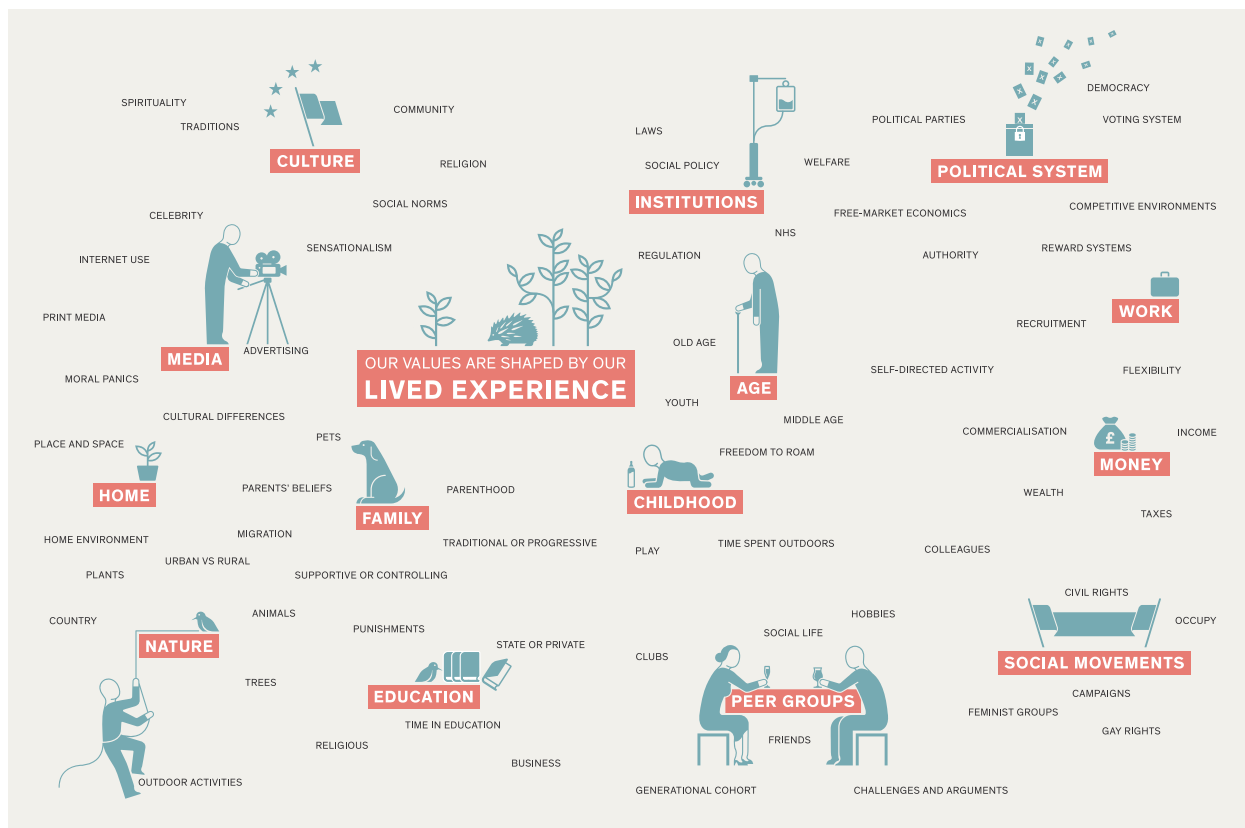 SPIRITUALITY
TRADITIONS
COMMUNITY
CULTURE
RELIGION
SOCIAL NORMS
LAWS
SOCIAL POLICY
WELFARE
INSTITUTIONS
NHS
REGULATION
DEMOCRACY
POLITICAL PARTIES
VOTING SYSTEM
POLITICAL SYSTEM
FREE-MARKET ECONOMICS
COMPETITIVE ENVIRONMENTS
AUTHORITY
REWARD SYSTEMS
CELEBRITY
SENSATIONALISM
INTERNET USE
PRINT MEDIA
MEDIA
ADVERTISING
MORAL PANICS
CULTURAL DIFFERENCES
OUR VALUES ARE SHAPED BY OUR
LIVED EXPERIENCE
OLD AGE
AGE
YOUTH
MIDDLE AGE
WORK
RECRUITMENT
SELF-DIRECTED ACTIVITY
FLEXIBILITY
PLACE AND SPACE
HOME
HOME ENVIRONMENT
MIGRATION
URBAN VS RURAL
PLANTS
PETS
PARENTS' BELIEFS
PARENTHOOD
FAMILY
TRADITIONAL OR PROGRESSIVE
SUPPORTIVE OR CONTROLLING
FREEDOM TO ROAM
CHILDHOOD
PLAY
TIME SPENT OUTDOORS
COMMERCIALISATION
£
INCOME
MONEY
WEALTH
TAXES
COLLEAGUES
COUNTRY
ANIMALS
NATURE
TREES
OUTDOOR ACTIVITIES
PUNISHMENTS
STATE OR PRIVATE
EDUCATION
TIME IN EDUCATION
RELIGIOUS
BUSINESS
HOBBIES
SOCIAL LIFE
CLUBS
PEER GROUPS
FRIENDS
GENERATIONAL COHORT
CHALLENGES AND ARGUMENTS
CIVIL RIGHTS
OCCUPY
SOCIAL MOVEMENTS
CAMPAIGNS
FEMINIST GROUPS
GAY RIGHTS